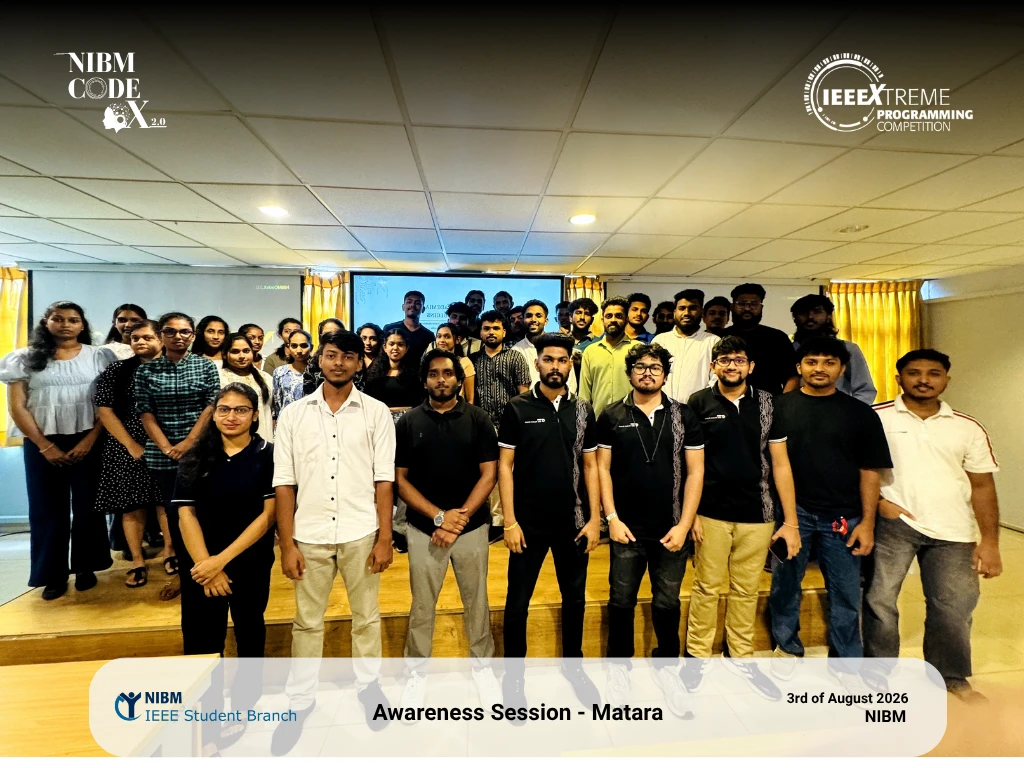 NIBM
CODE
X 2.0
IEEEXTREME
PROGRAMMING
COMPETITION
NIBM
IEEE Student Branch
Awareness Session - Matara
3rd of August 2026
NIBM